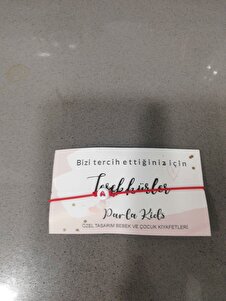 Bizi tercih ettiğiniz için
Teşekkürler
Parla Kids
ÖZEL TASARIM BEBEK VE ÇOCUK KIYAFETLERİ